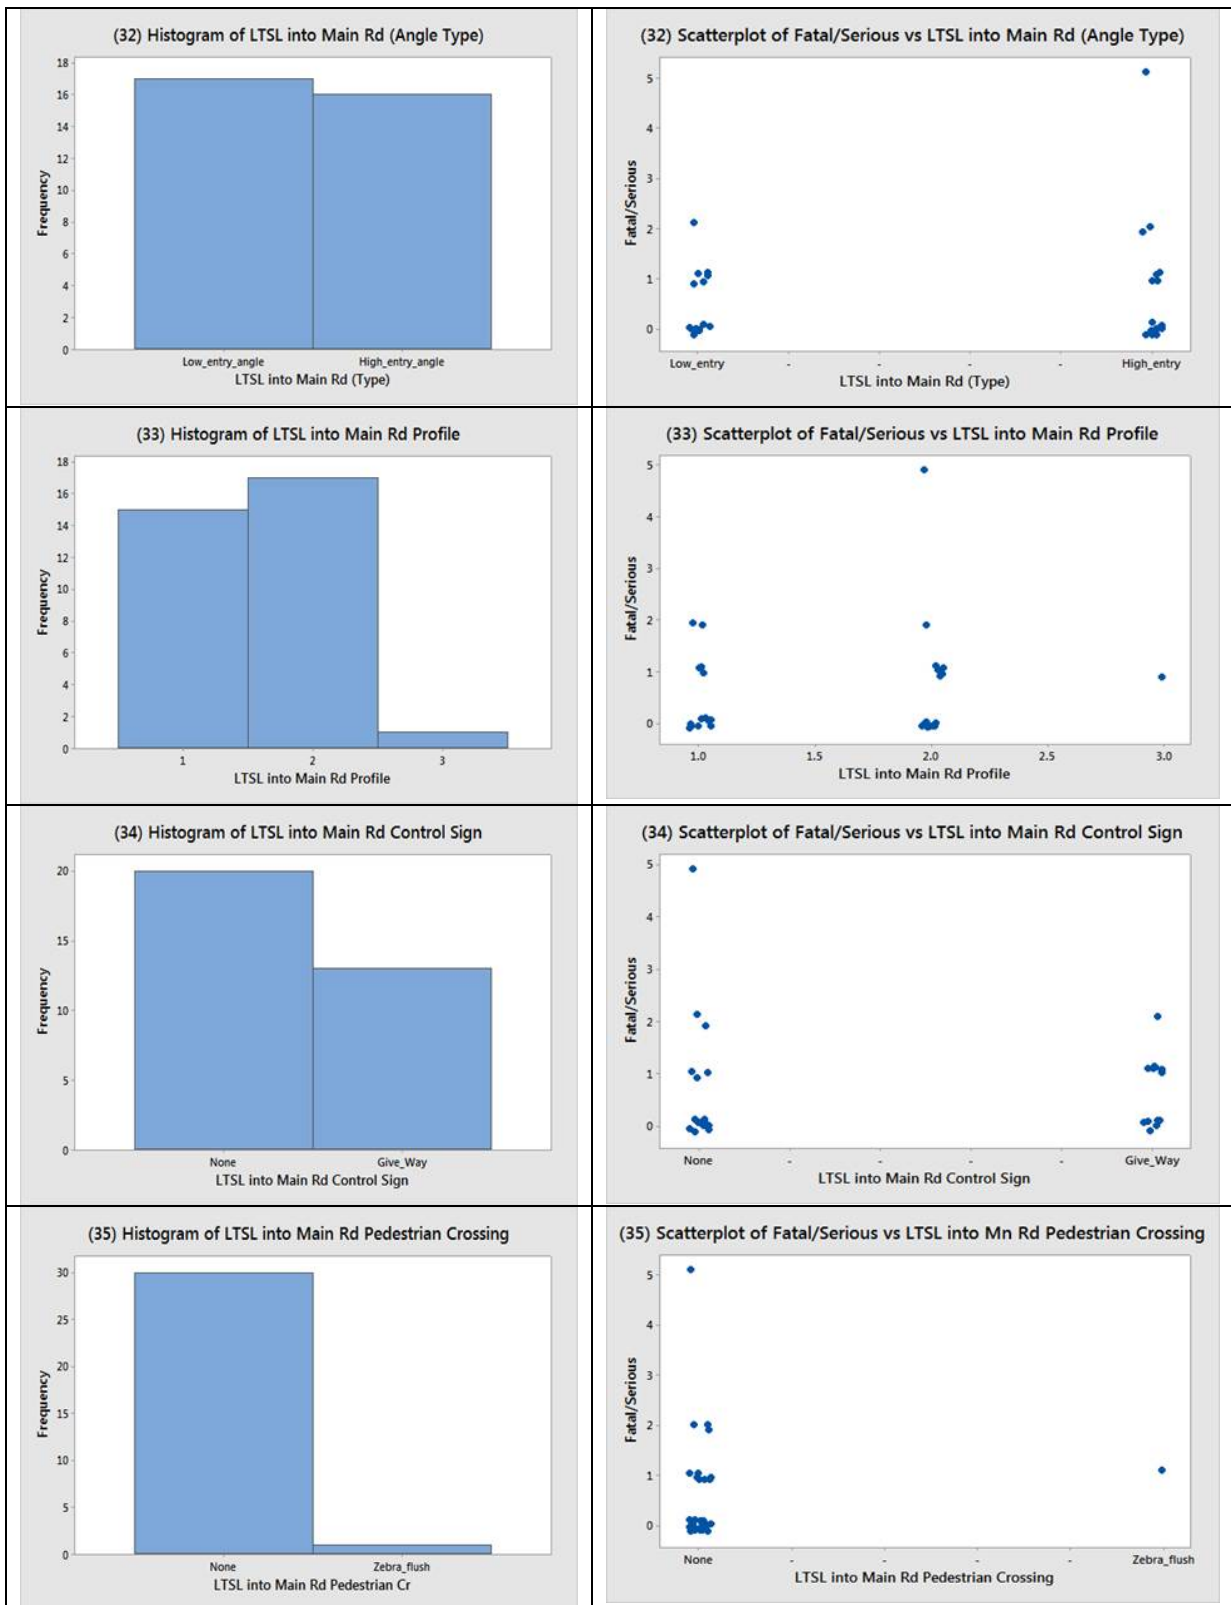 (32) Histogram of LTSL into Main Rd (Angle Type)
18
16
14
12
10
8
6
4
2
0
Frequency
Low_entry_angle High_entry_angle
LTSL into Main Rd (Type)
(32) Scatterplot of Fatal/Serious vs LTSL into Main Rd (Angle Type)
5
4
3
2
1
0
Fatal/Serious
Low_entry - - - - High_entry
LTSL into Main Rd (Type)
(33) Histogram of LTSL into Main Rd Profile
18
16
14
12
10
8
6
4
2
0
Frequency
1 2 3
LTSL into Main Rd Profile
(33) Scatterplot of Fatal/Serious vs LTSL into Main Rd Profile
5
4
3
2
1
0
Fatal/Serious
1.0 1.5 2.0 2.5 3.0
LTSL into Main Rd Profile
(34) Histogram of LTSL into Main Rd Control Sign
20
15
10
5
0
Frequency
None Give_Way
LTSL into Main Rd Control Sign
(34) Scatterplot of Fatal/Serious vs LTSL into Main Rd Control Sign
5
4
3
2
1
0
Fatal/Serious
None - - - - Give_Way
LTSL into Main Rd Control Sign
(35) Histogram of LTSL into Main Rd Pedestrian Crossing
30
25
20
15
10
5
0
Frequency
None Zebra_flush
LTSL into Main Rd Pedestrian Cr
(35) Scatterplot of Fatal/Serious vs LTSL into Mn Rd Pedestrian Crossing
5
4
3
2
1
0
Fatal/Serious
None - - - - Zebra_flush
LTSL into Main Rd Pedestrian Crossing